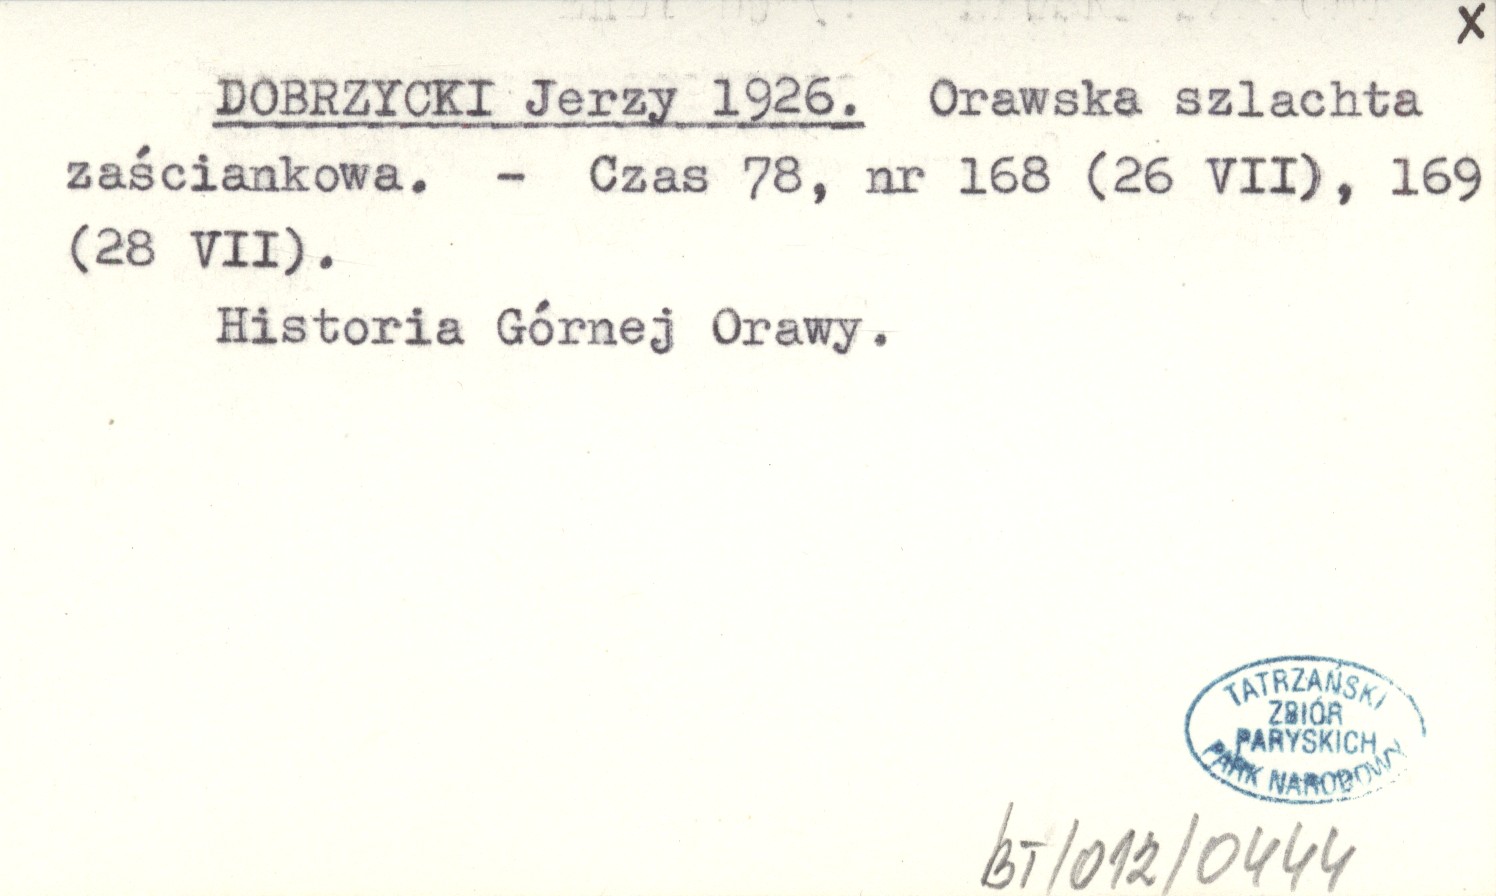 x
DOBRZYCKI Jerzy 1926. Orawska szlachta
zaściankowa. - Czas 78, nr 168 (26 VII), 169
(28 VII).
Historia Górnej Orawy.
TATRZAŃSKI
ZBIÓR
PARYSKICH
PARK NARODOWY
BT/012/0444